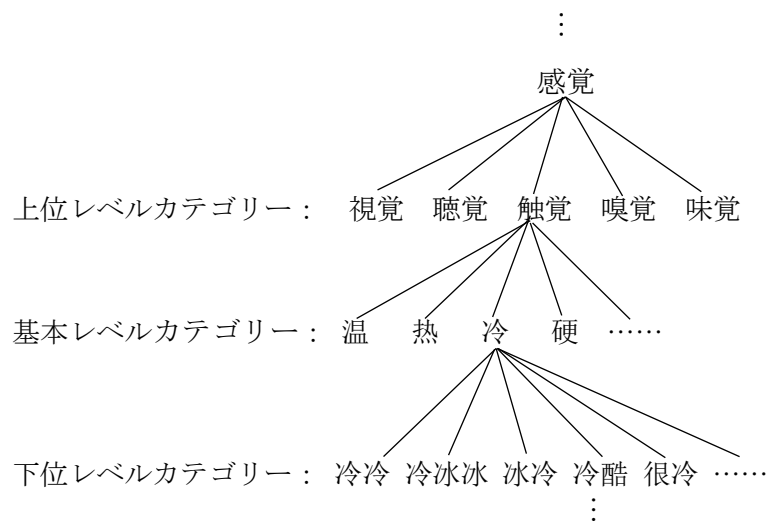 ⋮
感覚
上位レベルカテゴリー： 視覚 聴覚 触覚 嗅覚 味覚
基本レベルカテゴリー： 温 热 冷 硬 ……
下位レベルカテゴリー： 冷冷 冷冰冰 冰冷 冷酷 很冷 ……
⋮